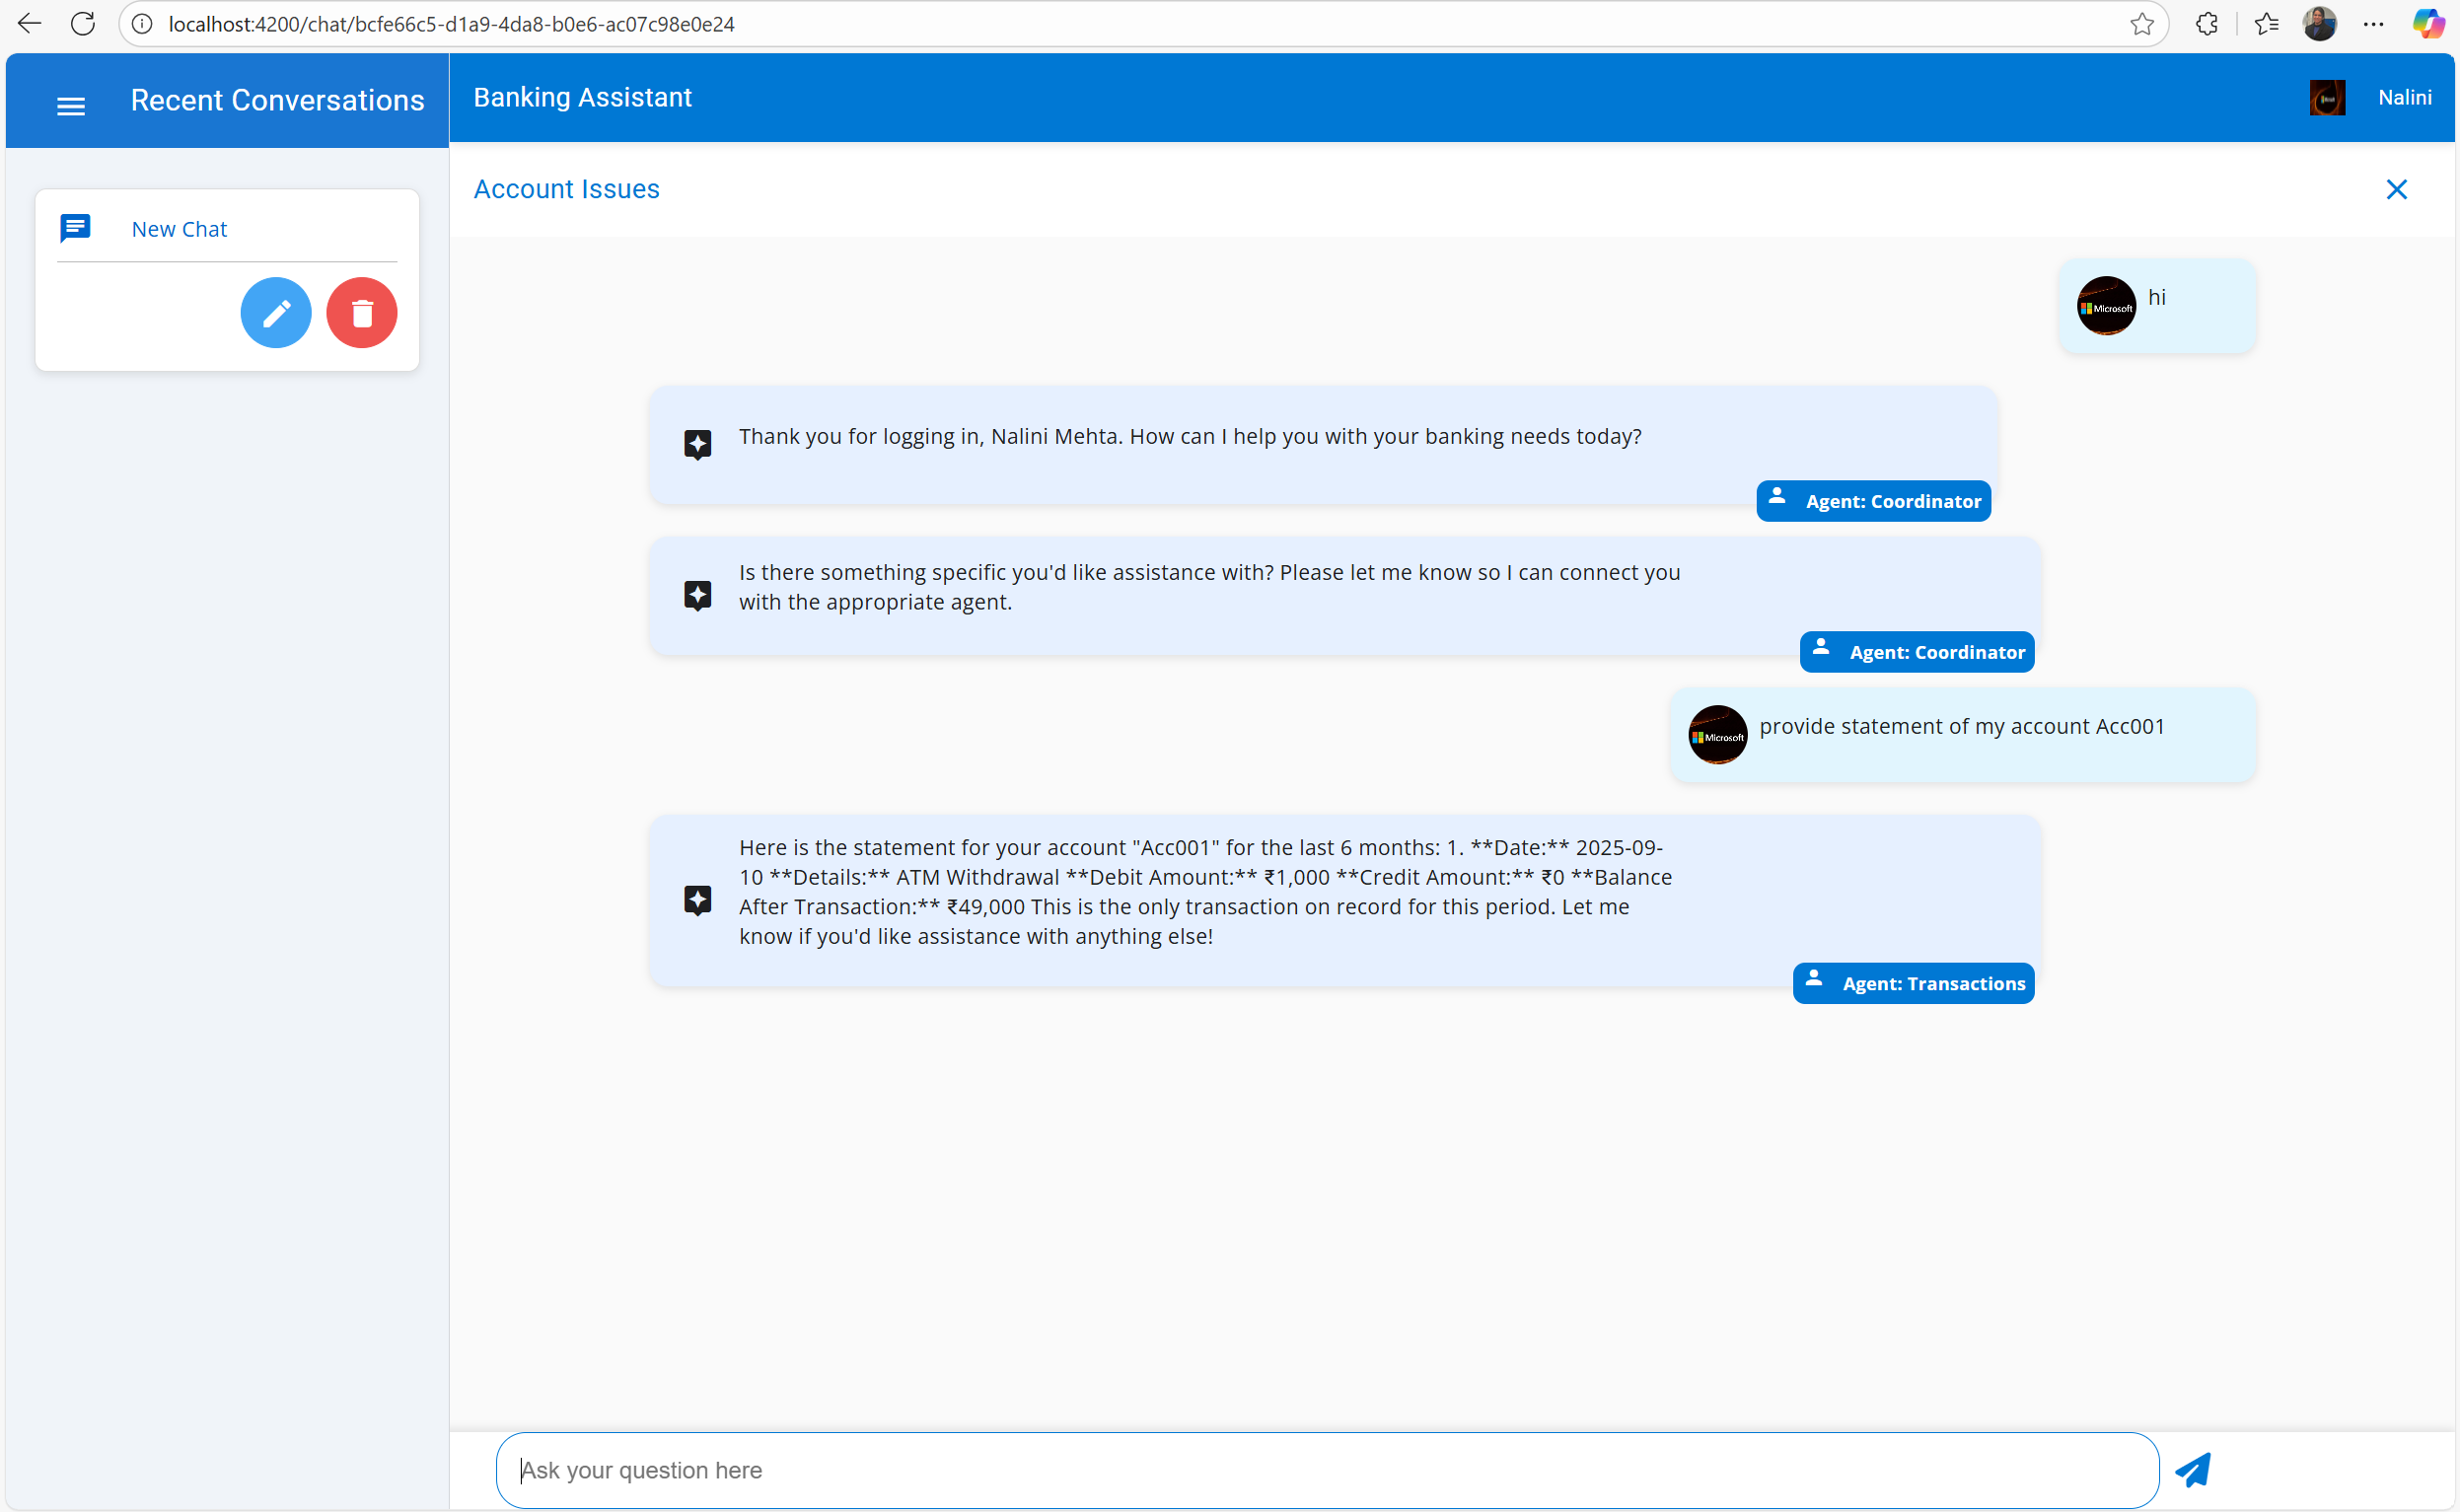 localhost:4200/chat/bcfe66c5-d1a9-4da8-b0e6-ac07c98e0e24
Recent Conversations
Banking Assistant
Nalini
Account Issues
New Chat
Microsoft
hi
Thank you for logging in, Nalini Mehta. How can I help you with your banking needs today?
Agent: Coordinator
Is there something specific you'd like assistance with? Please let me know so I can connect you
with the appropriate agent.
Agent: Coordinator
Microsoft
provide statement of my account Acc001
Here is the statement for your account "Acc001" for the last 6 months: 1. **Date:** 2025-09-
10 **Details:** ATM Withdrawal **Debit Amount:** ₹1,000 **Credit Amount:** ₹0 **Balance
After Transaction:** ₹49,000 This is the only transaction on record for this period. Let me
know if you'd like assistance with anything else!
Agent: Transactions
Ask your question here